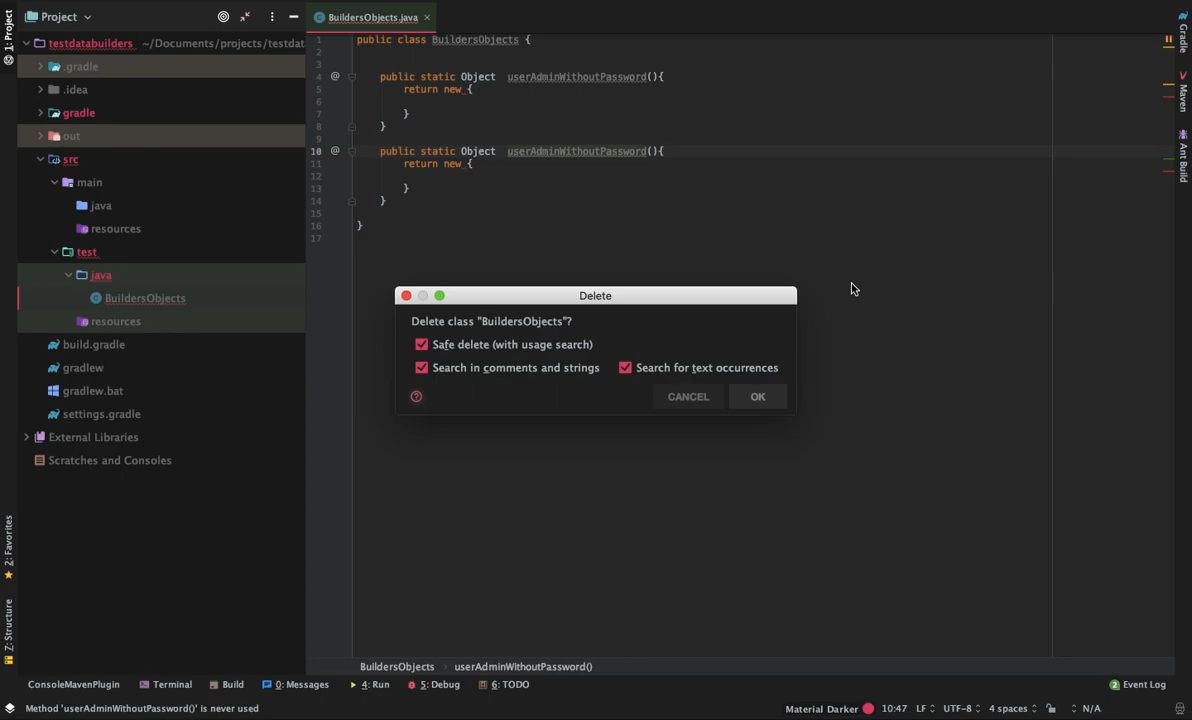 Project
BuildersObjects.java
1: Project
testdatabuilders ~/Documents/projects/testdat
.gradle
.idea
gradle
out
src
main
java
resources
test
java
BuildersObjects
resources
build.gradle
gradlew
gradlew.bat
settings.gradle
External Libraries
Scratches and Consoles
2: Favorites
Z: Structure
1 public class BuildersObjects {
2
3
4 @ public static Object userAdminWithoutPassword(){
5 return new {
6
7 }
8 }
9
10 @ public static Object userAdminWithoutPassword(){
11 return new {
12
13 }
14 }
15
16 }
17
Gradle
Maven
Ant Build
Delete
Delete class "BuildersObjects"?
Safe delete (with usage search)
Search in comments and strings Search for text occurrences
? CANCEL OK
BuildersObjects › userAdminWithoutPassword()
ConsoleMavenPlugin Terminal Build 0: Messages 4: Run 5: Debug 6: TODO 2 Event Log
Method 'userAdminWithoutPassword()' is never used Material Darker 10:47 LF UTF-8 4 spaces N/A